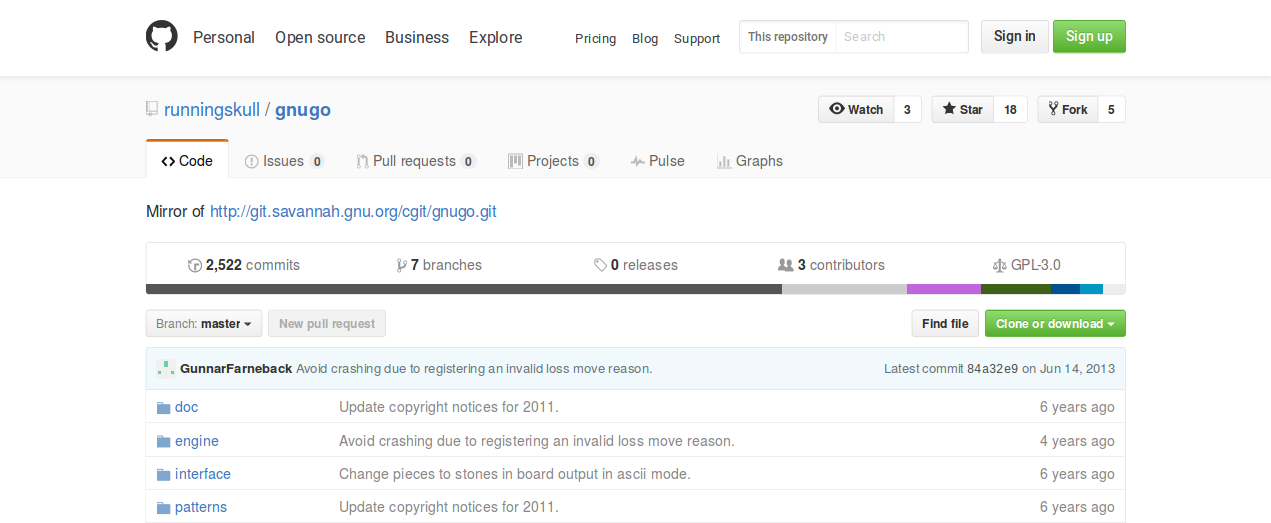 Personal Open source Business Explore Pricing Blog Support This repository Search Sign in Sign up
runningskull / gnugo Watch 3 Star 18 Fork 5
Code Issues 0 Pull requests 0 Projects 0 Pulse Graphs
Mirror of http://git.savannah.gnu.org/cgit/gnugo.git
2,522 commits 7 branches 0 releases 3 contributors GPL-3.0
Branch: master New pull request Find file Clone or download
GunnarFarneback Avoid crashing due to registering an invalid loss move reason. Latest commit 84a32e9 on Jun 14, 2013
doc Update copyright notices for 2011. 6 years ago
engine Avoid crashing due to registering an invalid loss move reason. 4 years ago
interface Change pieces to stones in board output in ascii mode. 6 years ago
patterns Update copyright notices for 2011. 6 years ago